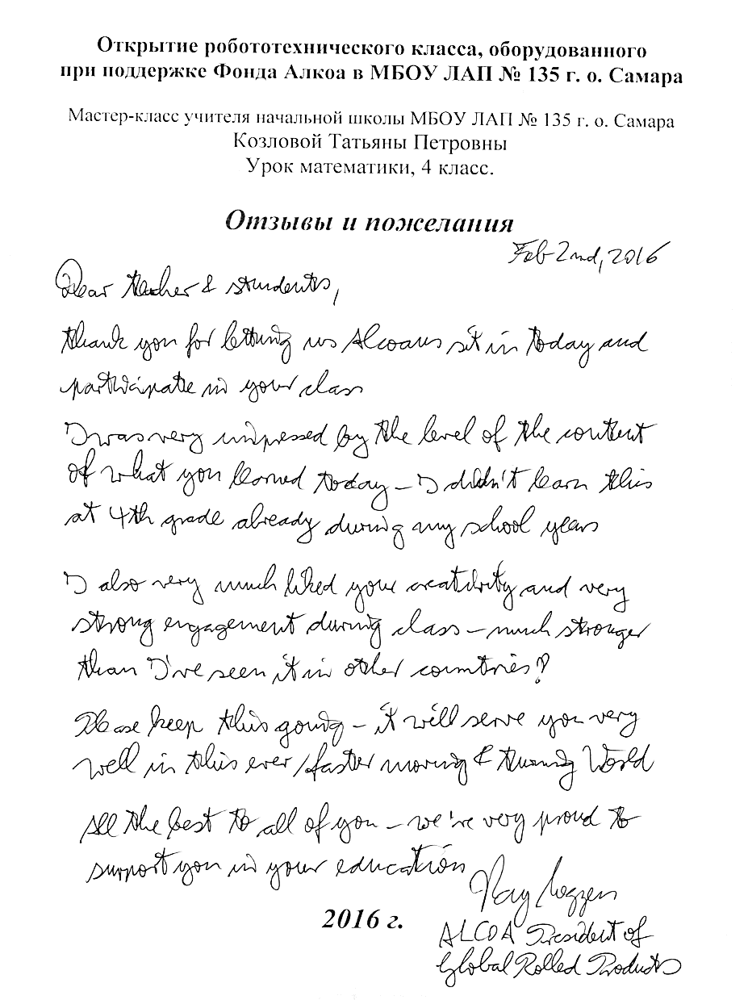 Открытие робототехнического класса, оборудованного
при поддержке Фонда Алкоа в МБОУ ЛАП № 135 г. о. Самара
Мастер-класс учителя начальной школы МБОУ ЛАП № 135 г. о. Самара
Козловой Татьяны Петровны
Урок математики, 4 класс.
Отзывы и пожелания
Feb 2nd, 2016
Dear teacher & students,
thank you for letting us Alcoans sit in today and
participate in your class
I was very impressed by the level of the content
of what you learned today – I didn't learn this
at 4th grade already during my school years
I also very much liked your creativity and very
strong engagement during class – much stronger
than I've seen it in other countries!
Please keep this going – it will serve you very
well in this ever faster moving & turning World
All the best to all of you – we're very proud to
support you in your education
2016 г.
ALCOA President of
Global Rolled Products